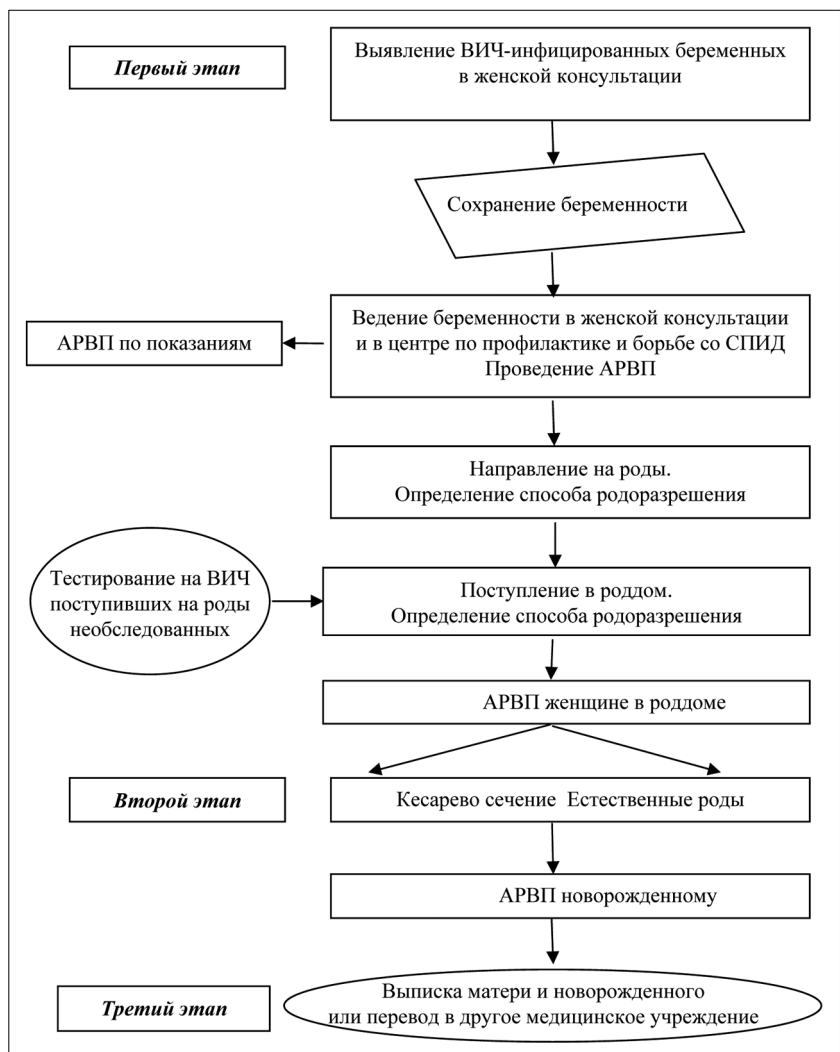 Первый этап
Выявление ВИЧ-инфицированных беременных
в женской консультации
Сохранение беременности
АРВП по показаниям
Ведение беременности в женской консультации
и в центре по профилактике и борьбе со СПИД
Проведение АРВП
Направление на роды.
Определение способа родоразрешения
Тестирование на ВИЧ
поступивших на роды
необследованных
Поступление в роддом.
Определение способа родоразрешения
АРВП женщине в роддоме
Второй этап
Кесарево сечение Естественные роды
АРВП новорожденному
Третий этап
Выписка матери и новорожденного
или перевод в другое медицинское учреждение